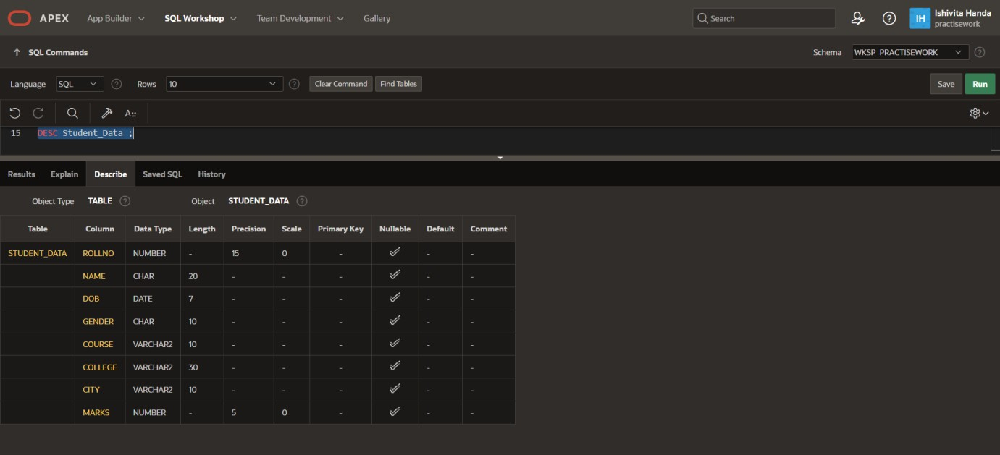 APEX App Builder SQL Workshop Team Development Gallery Search IH Ishivita Handa
practisework
SQL Commands Schema WKSP_PRACTISEWORK
Language SQL Rows 10 Clear Command Find Tables Save Run
A::
15 DESC Student_Data ;
Results Explain Describe Saved SQL History
Object Type TABLE Object STUDENT_DATA
Table Column Data Type Length Precision Scale Primary Key Nullable Default Comment
STUDENT_DATA ROLLNO NUMBER - 15 0 - - -
NAME CHAR 20 - - - - -
DOB DATE 7 - - - - -
GENDER CHAR 10 - - - - -
COURSE VARCHAR2 10 - - - - -
COLLEGE VARCHAR2 30 - - - - -
CITY VARCHAR2 10 - - - - -
MARKS NUMBER - 5 0 - - -